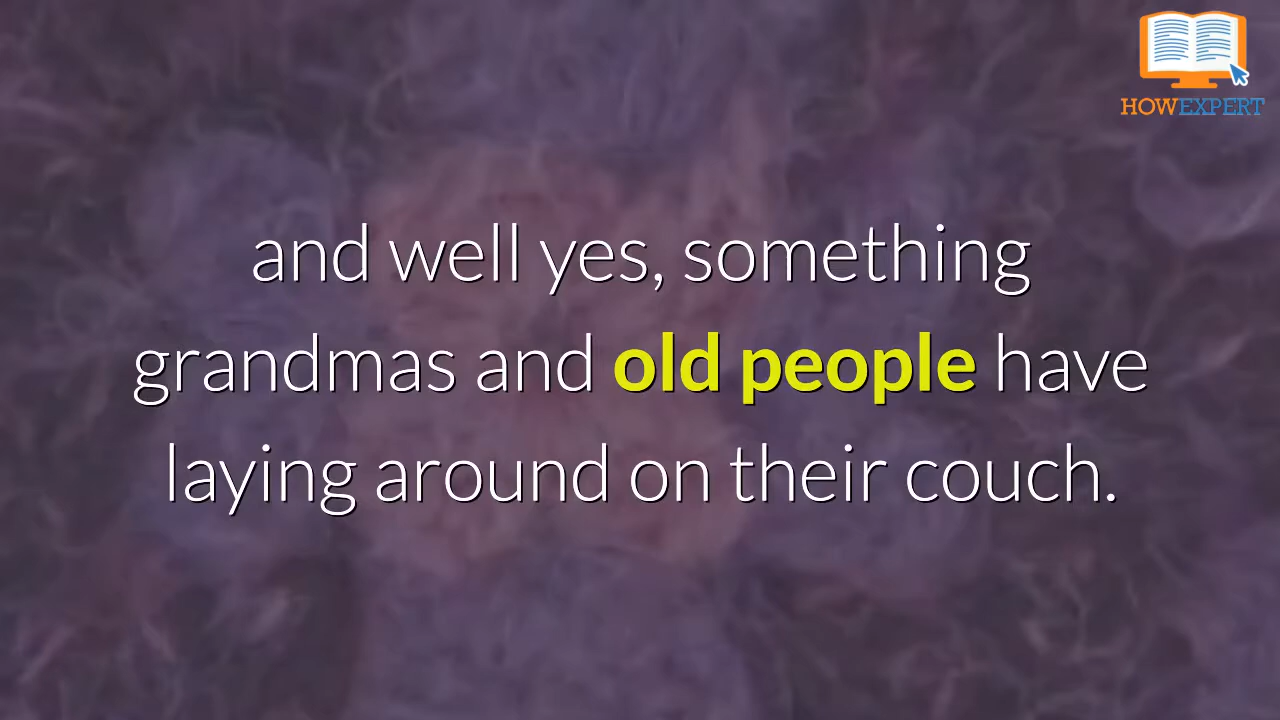 HOWEXPERT
and well yes, something
grandmas and old people have
laying around on their couch.